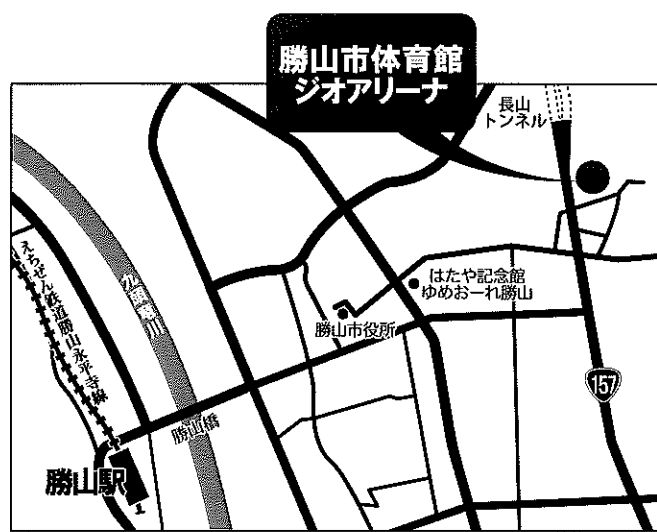 勝山市体育館
ジオアリーナ
長山
トンネル
はたや記念館
ゆめおーれ勝山
勝山市役所
九頭竜川
えちぜん鉄道勝山永平寺線
勝山橋
157
勝山駅